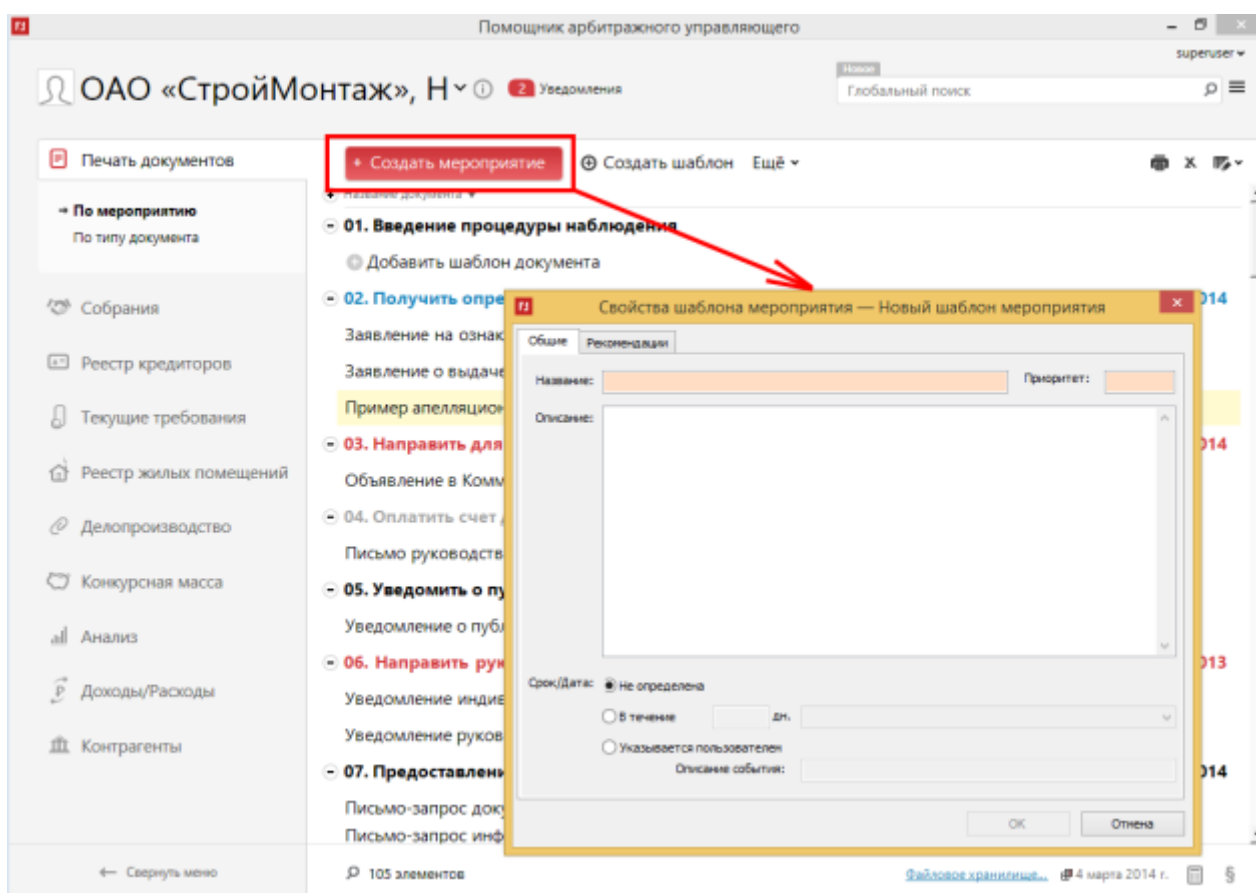 Помощник арбитражного управляющего
superuser
ОАО «СтройМонтаж», Н
2 Уведомления
Новое
Глобальный поиск
Печать документов
+ Создать мероприятие
Создать шаблон
Ещё
Название документа
→ По мероприятию
По типу документа
01. Введение процедуры наблюдения
Добавить шаблон документа
Собрания
Реестр кредиторов
Текущие требования
Реестр жилых помещений
Делопроизводство
Конкурсная масса
Анализ
Доходы/Расходы
Контрагенты
← Свернуть меню
02. Получить опре
014
Заявление на ознак
Заявление о выдаче
Пример апелляцион
03. Направить для
014
Объявление в Комм
04. Оплатить счет
Письмо руководств
05. Уведомить о пу
Уведомление о публ
06. Направить рук
013
Уведомление индив
Уведомление руков
07. Предоставлени
014
Письмо-запрос доку
Письмо-запрос инф
Свойства шаблона мероприятия — Новый шаблон мероприятия
Общие
Рекомендации
Название:
Приоритет:
Описание:
Срок/Дата:
Не определена
В течение
дн.
Указывается пользователем
Описание события:
ОК
Отмена
105 элементов
Файловое хранилище...
4 марта 2014 г.
§